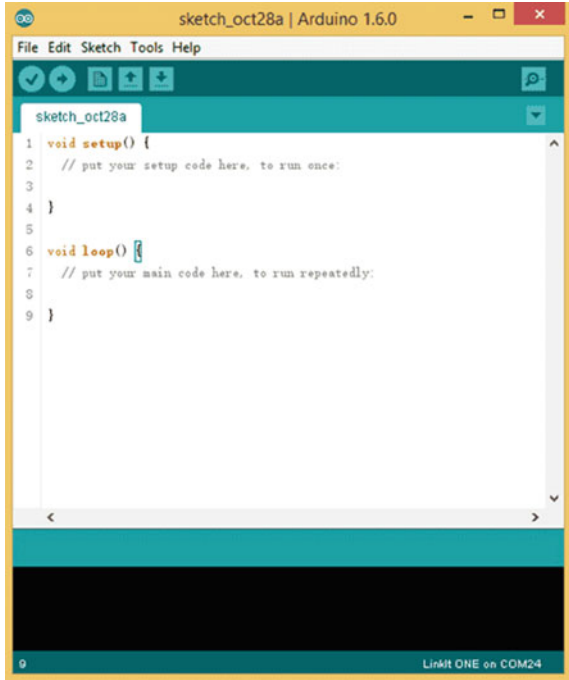 sketch_oct28a | Arduino 1.6.0
File Edit Sketch Tools Help
sketch_oct28a
1 void setup() {
2 // put your setup code here, to run once:
3
4 }
5
6 void loop() {
7 // put your main code here, to run repeatedly:
8
9 }
9
LinkIt ONE on COM24